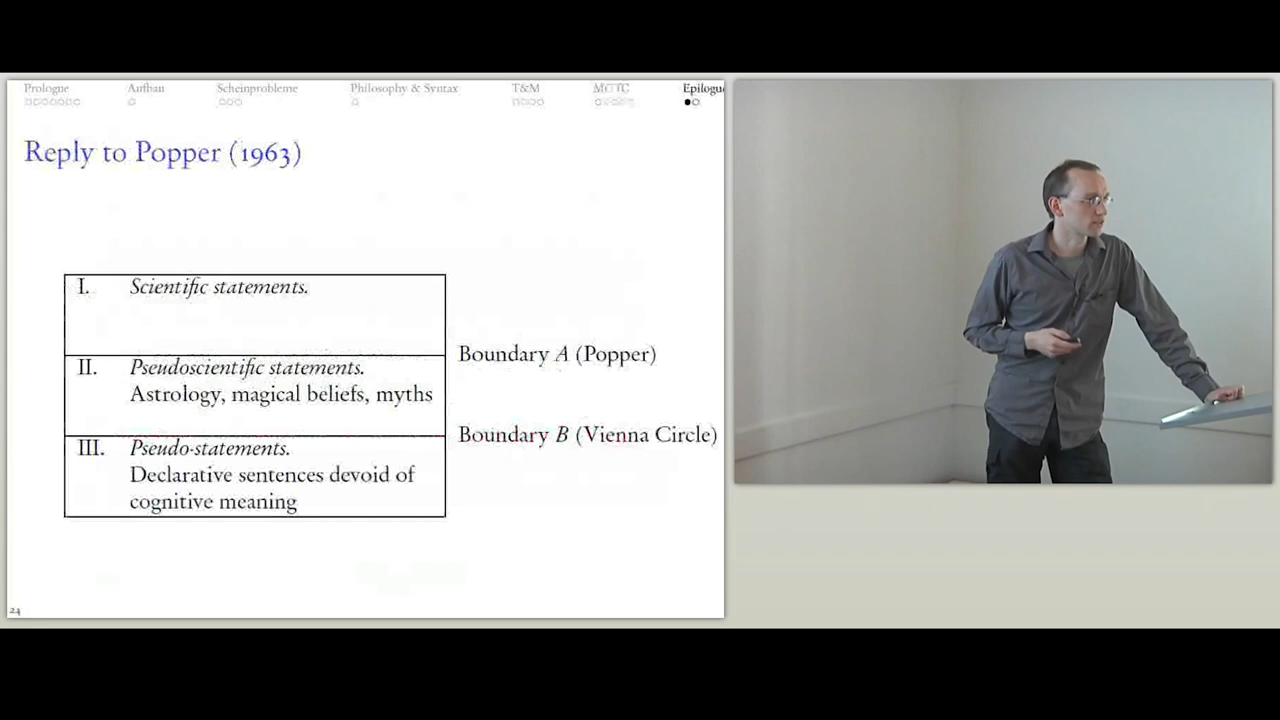 Prologue Aufbau Scheinprobleme Philosophy & Syntax T&M MCTC Epilogue
Reply to Popper (1963)
I. Scientific statements.
Boundary A (Popper)
II. Pseudoscientific statements.
Astrology, magical beliefs, myths
Boundary B (Vienna Circle)
III. Pseudo-statements.
Declarative sentences devoid of
cognitive meaning
24